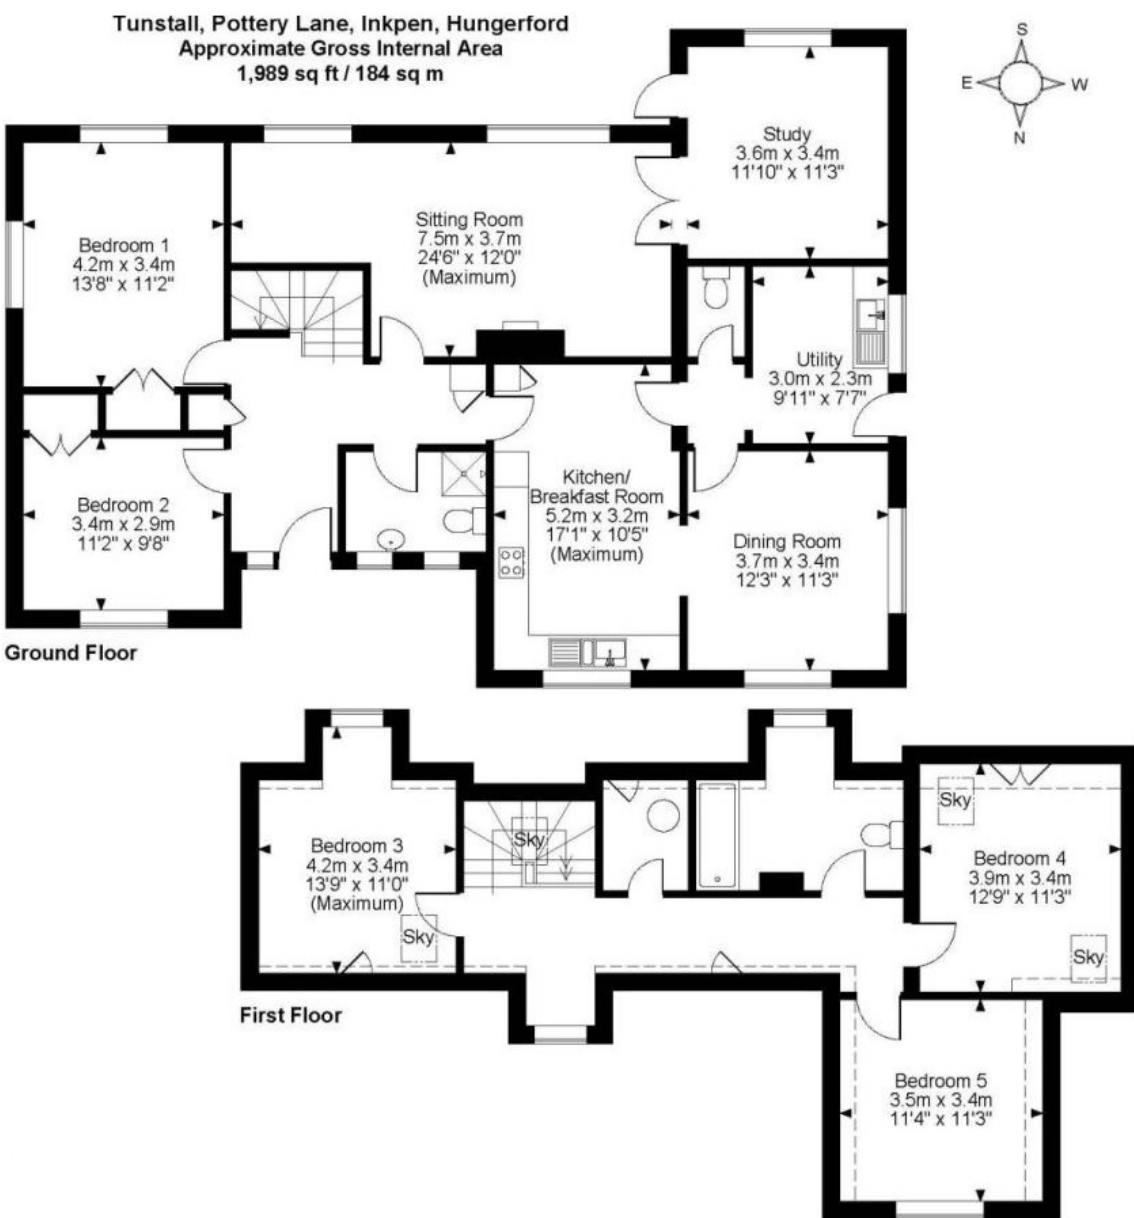 Tunstall, Pottery Lane, Inkpen, Hungerford
Approximate Gross Internal Area
1,989 sq ft / 184 sq m
S
E
W
N
Study
3.6m x 3.4m
11'10" x 11'3"
Sitting Room
7.5m x 3.7m
24'6" x 12'0"
(Maximum)
Bedroom 1
4.2m x 3.4m
13'8" x 11'2"
Utility
3.0m x 2.3m
9'11" x 7'7"
Kitchen/
Breakfast Room
5.2m x 3.2m
17'1" x 10'5"
(Maximum)
Bedroom 2
3.4m x 2.9m
11'2" x 9'8"
Dining Room
3.7m x 3.4m
12'3" x 11'3"
Ground Floor
Sky
Sky
Bedroom 3
4.2m x 3.4m
13'9" x 11'0"
(Maximum)
Bedroom 4
3.9m x 3.4m
12'9" x 11'3"
Sky
Sky
First Floor
Bedroom 5
3.5m x 3.4m
11'4" x 11'3"